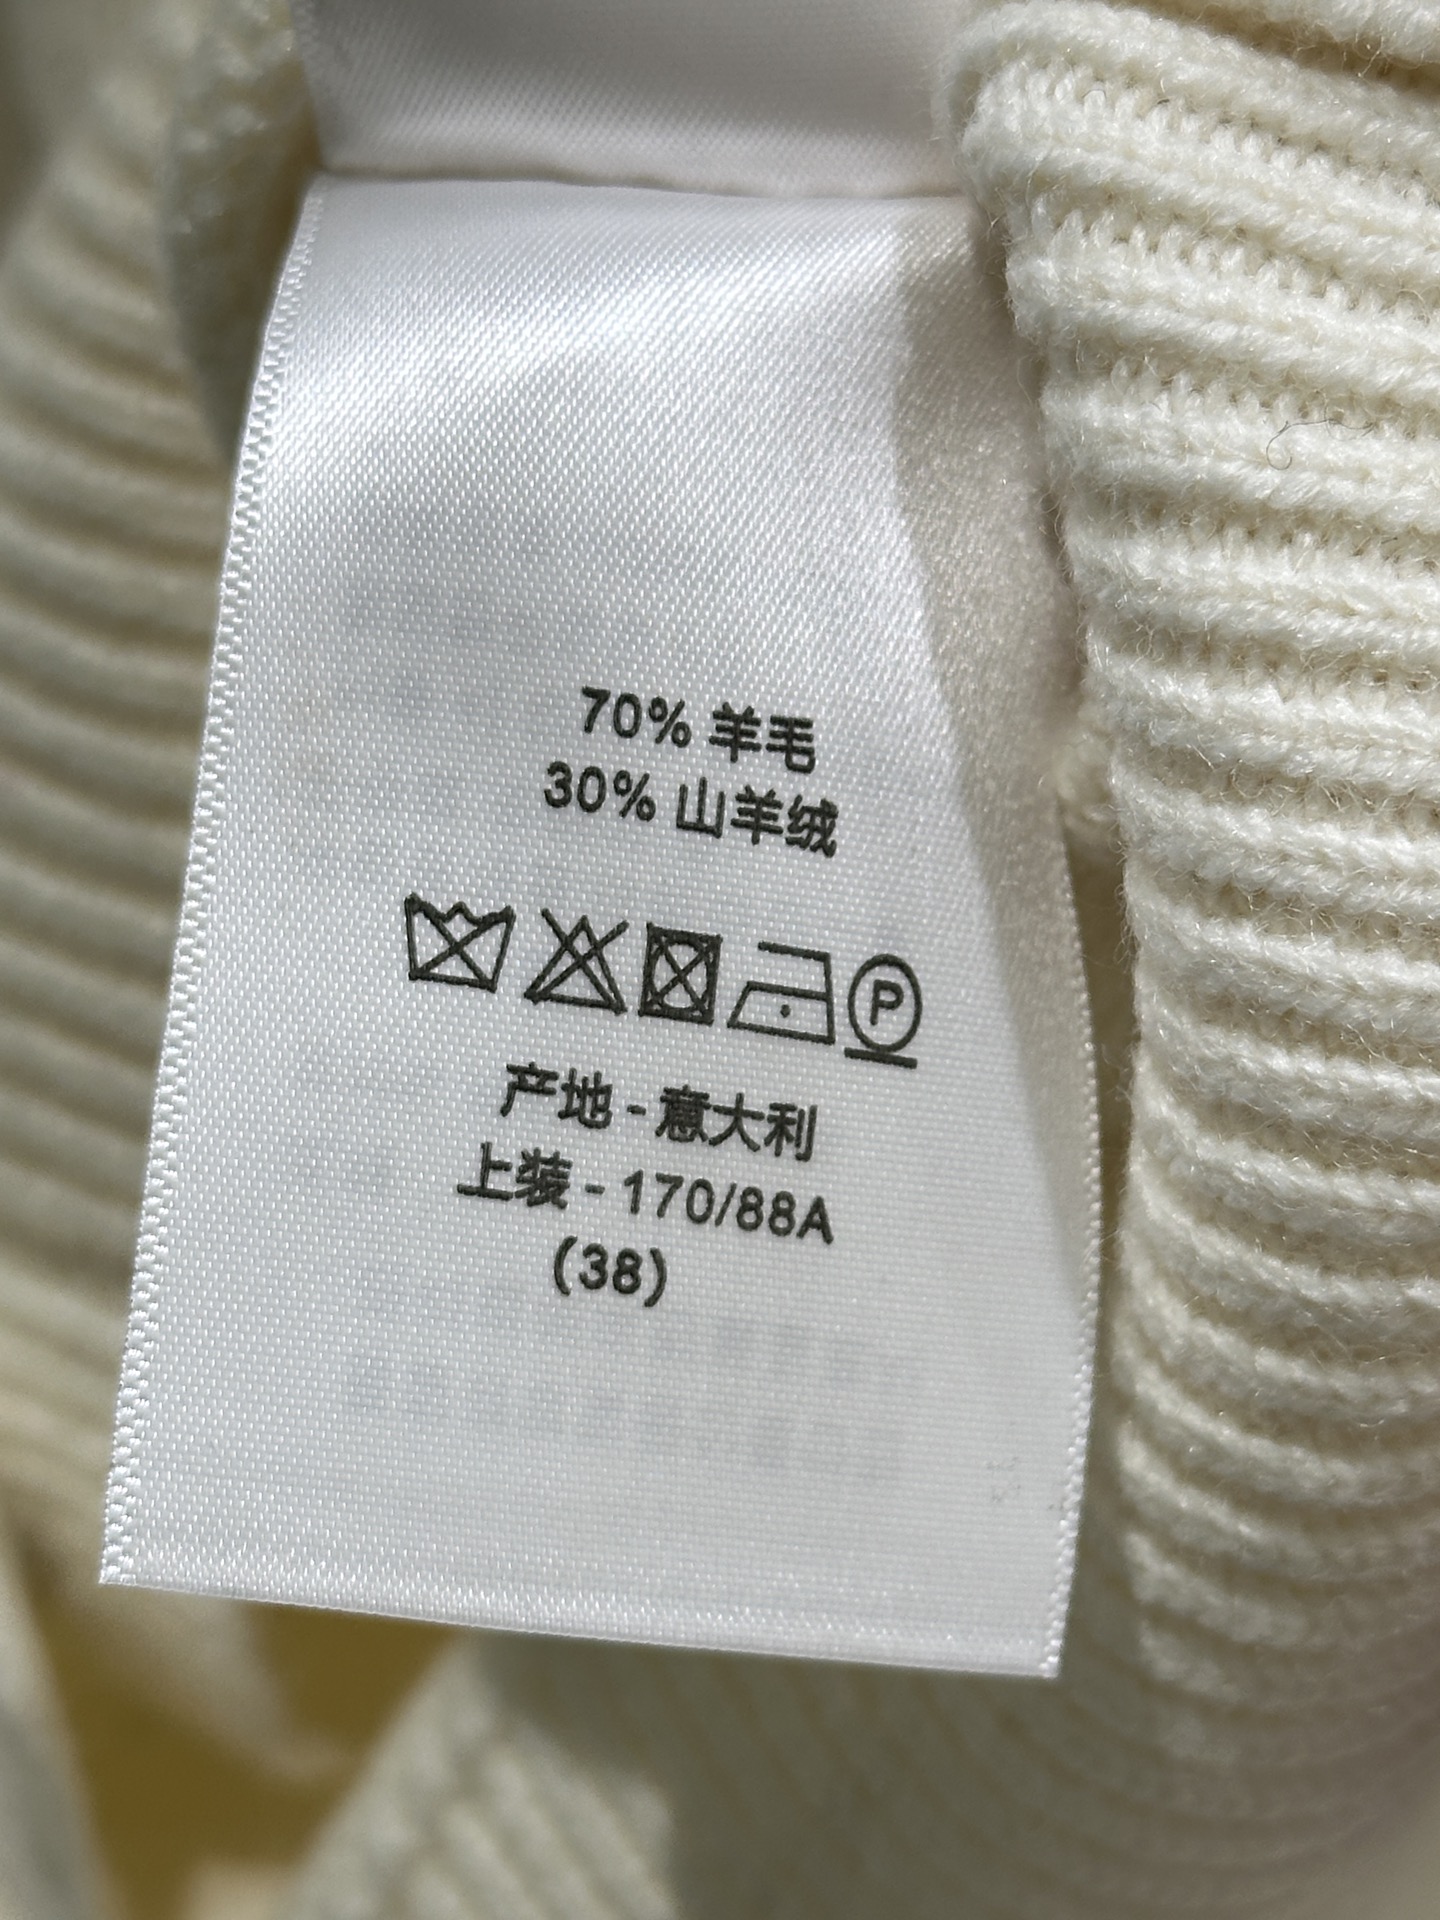 70% 羊毛
30% 山羊绒
P
产地 - 意大利
上装 - 170/88A
(38)